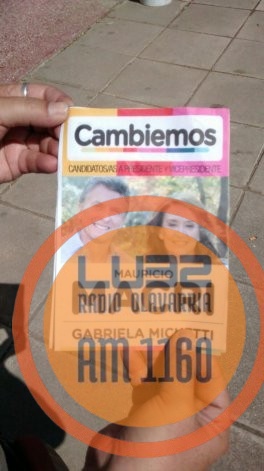 Cambiemos
CANDIDATOS/AS A PRESIDENTE Y VICEPRESIDENTE
LU32
MAURICIO
RADIO OLAVARRIA
GABRIELA MICHETTI
AM 1160